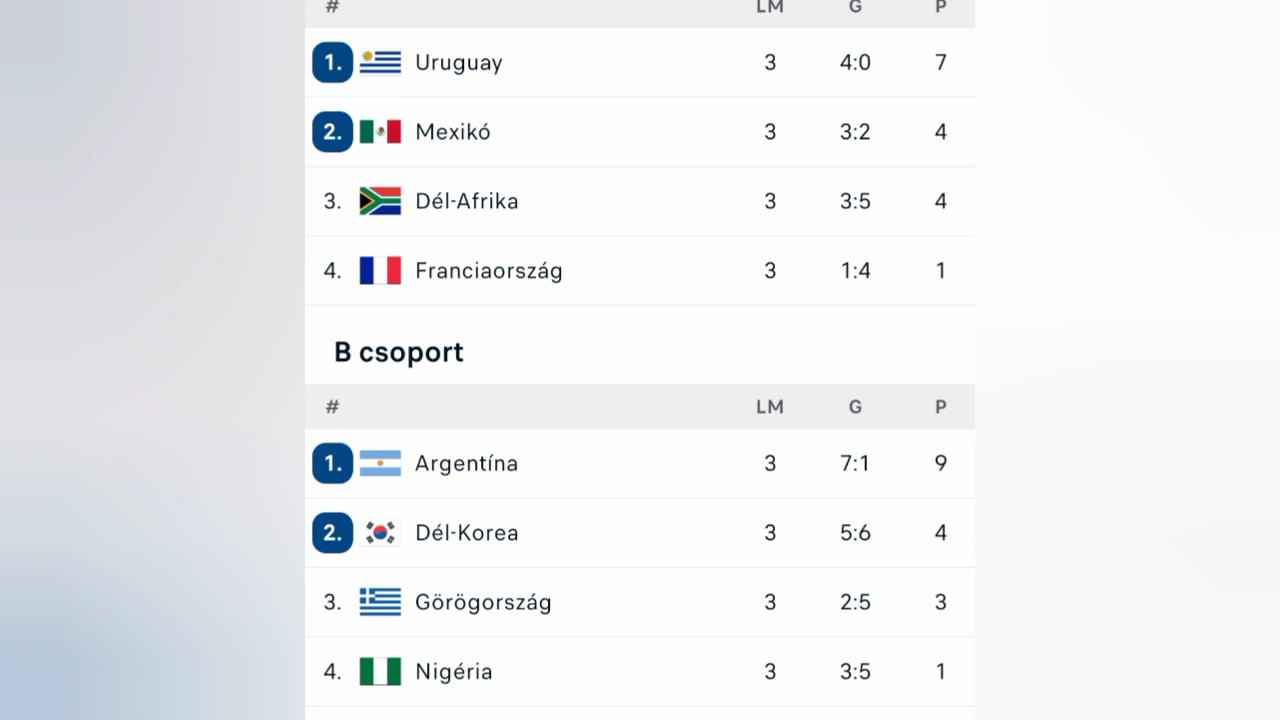 # LM G P
1. Uruguay 3 4:0 7
2. Mexikó 3 3:2 4
3. Dél-Afrika 3 3:5 4
4. Franciaország 3 1:4 1
B csoport
# LM G P
1. Argentína 3 7:1 9
2. Dél-Korea 3 5:6 4
3. Görögország 3 2:5 3
4. Nigéria 3 3:5 1